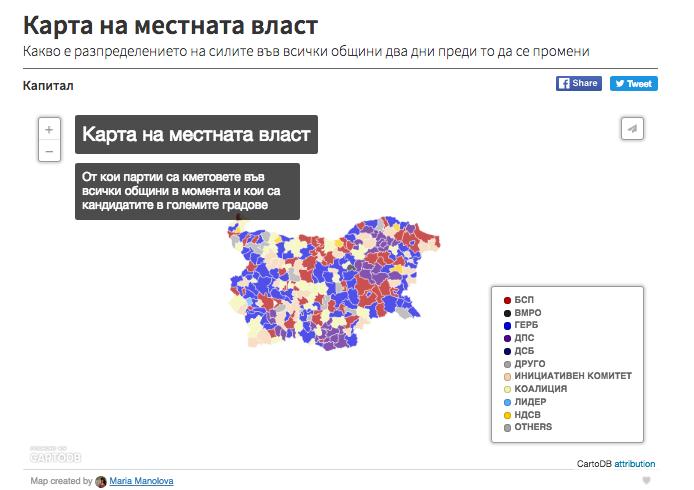 Карта на местната власт
Какво е разпределението на силите във всички общини два дни преди то да се промени
Капитал
Share
Tweet
+
−
Карта на местната власт
От кои партии са кметовете във
всички общини в момента и кои са
кандидатите в големите градове
БСП
ВМРО
ГЕРБ
ДПС
ДСБ
ДРУГО
ИНИЦИАТИВЕН КОМИТЕТ
КОАЛИЦИЯ
ЛИДЕР
НДСВ
OTHERS
POWERED BY
CARTODB
CartoDB attribution
Map created by Maria Manolova